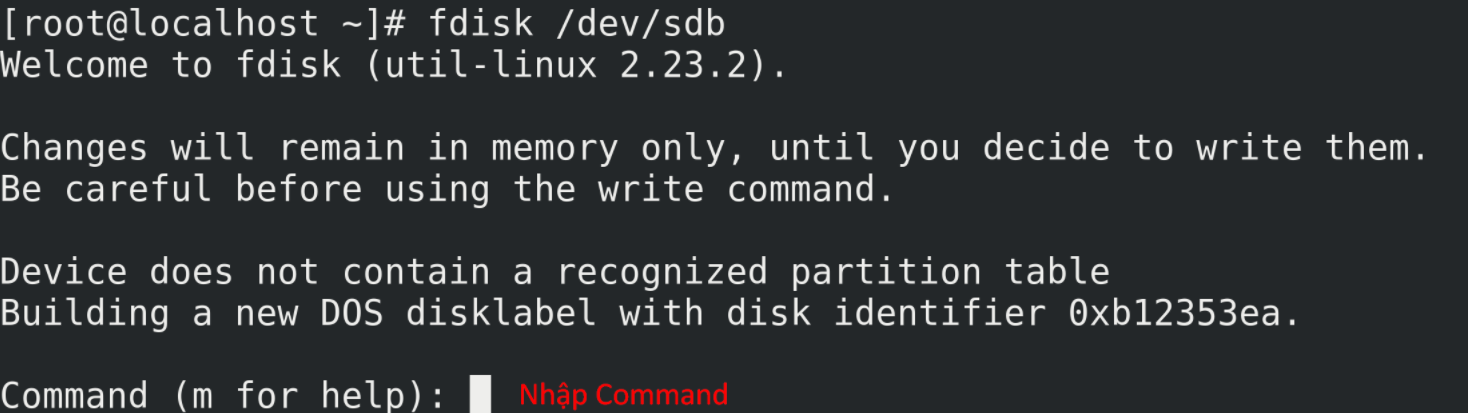 [root@localhost ~]# fdisk /dev/sdb
Welcome to fdisk (util-linux 2.23.2).
Changes will remain in memory only, until you decide to write them.
Be careful before using the write command.
Device does not contain a recognized partition table
Building a new DOS disklabel with disk identifier 0xb12353ea.
Command (m for help): Nhập Command